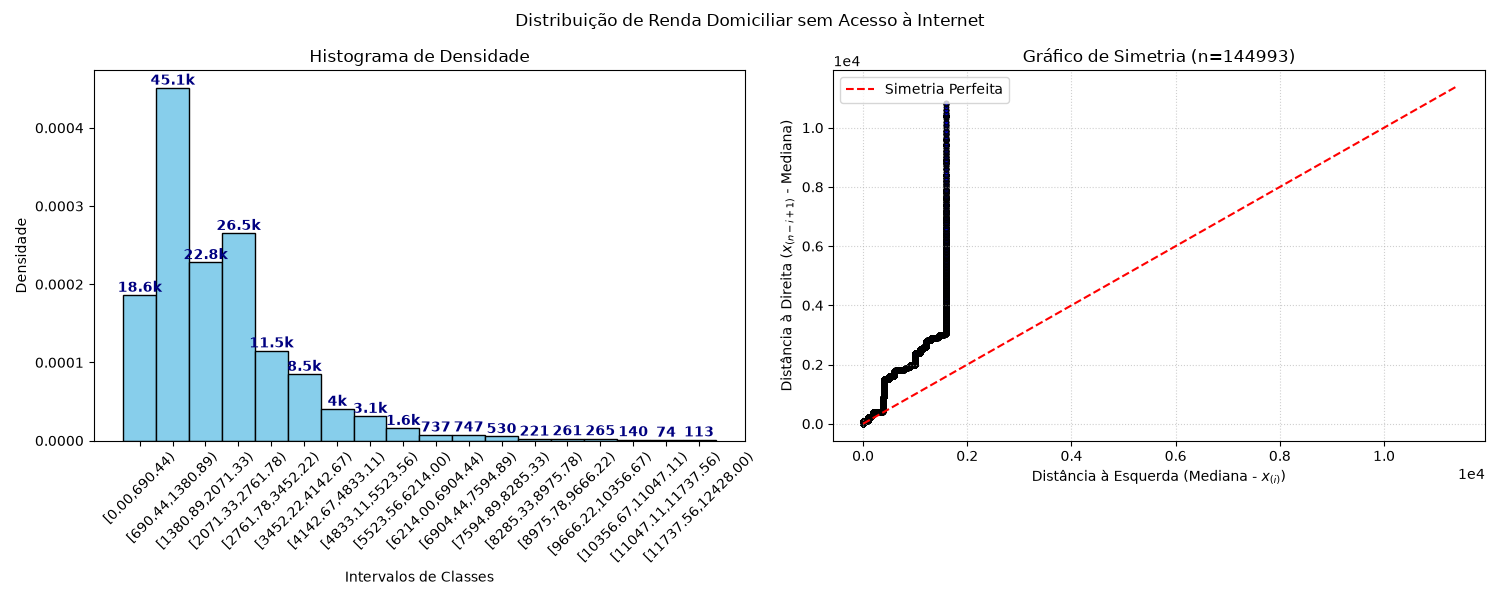 Distribuição de Renda Domiciliar sem Acesso à Internet
Histograma de Densidade
Densidade
0.0004
0.0003
0.0002
0.0001
0.0000
18.6k
45.1k
22.8k
26.5k
11.5k
8.5k
4k
3.1k
1.6k
737
747
530
221
261
265
140
74
113
[0.00,690.44)
[690.44,1380.89)
[1380.89,2071.33)
[2071.33,2761.78)
[2761.78,3452.22)
[3452.22,4142.67)
[4142.67,4833.11)
[4833.11,5523.56)
[5523.56,6214.00)
[6214.00,6904.44)
[6904.44,7594.89)
[7594.89,8285.33)
[8285.33,8975.78)
[8975.78,9666.22)
[9666.22,10356.67)
[10356.67,11047.11)
[11047.11,11737.56)
[11737.56,12428.00)
Intervalos de Classes
Gráfico de Simetria (n=144993)
1e4
Simetria Perfeita
Distância à Direita (x(n−i+1) - Mediana)
1.0
0.8
0.6
0.4
0.2
0.0
0.0
0.2
0.4
0.6
0.8
1.0
1e4
Distância à Esquerda (Mediana - x(i))